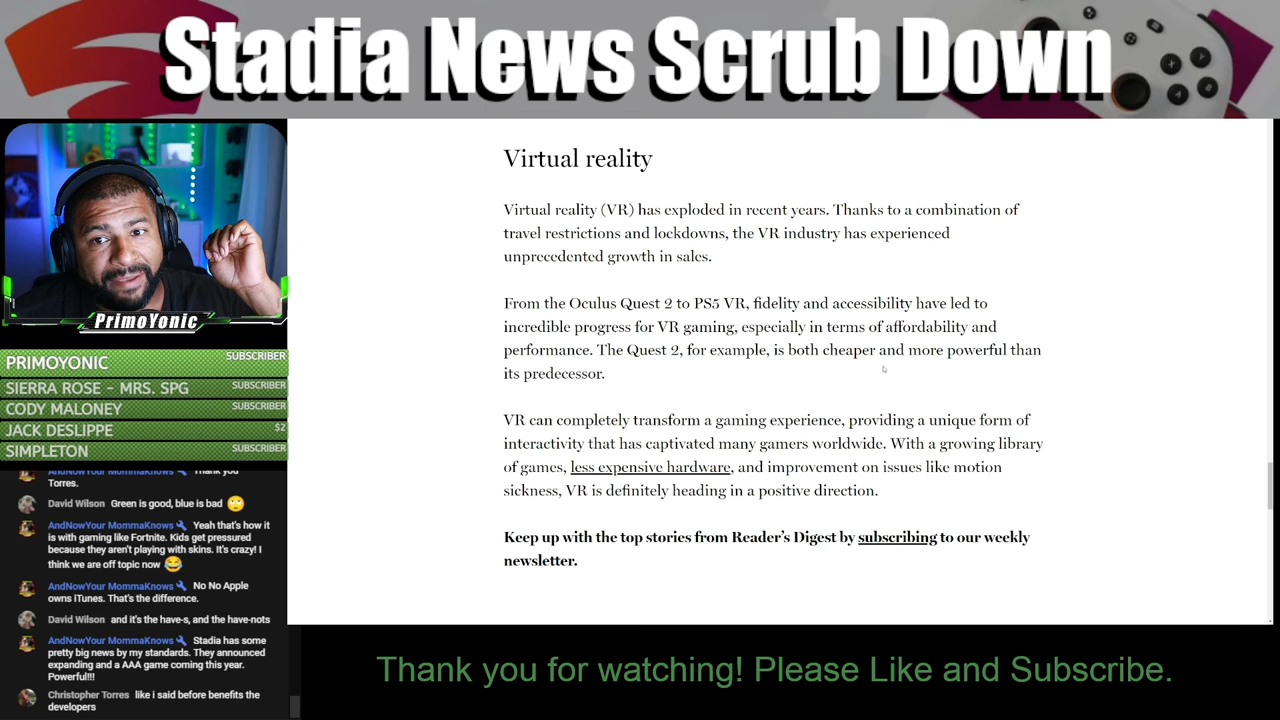 Stadia News Scrub Down
PrimoYonic
PRIMOYONIC SUBSCRIBER
SIERRA ROSE - MRS. SPG SUBSCRIBER
CODY MALONEY SUBSCRIBER
JACK DESLIPPE $2
SIMPLETON SUBSCRIBER
AndNowYour MommaKnows Thank you
Torres.
David Wilson Green is good, blue is bad 🙄
AndNowYour MommaKnows Yeah that's how it
is with gaming like Fortnite. Kids get pressured
because they aren't playing with skins. It's crazy! I
think we are off topic now 😂
AndNowYour MommaKnows No No Apple
owns iTunes. That's the difference.
David Wilson and it's the have-s, and the have-nots
AndNowYour MommaKnows Stadia has some
pretty big news by my standards. They announced
expanding and a AAA game coming this year.
Powerful!!!
Christopher Torres like i said before benefits the
developers
Virtual reality
Virtual reality (VR) has exploded in recent years. Thanks to a combination of
travel restrictions and lockdowns, the VR industry has experienced
unprecedented growth in sales.
From the Oculus Quest 2 to PS5 VR, fidelity and accessibility have led to
incredible progress for VR gaming, especially in terms of affordability and
performance. The Quest 2, for example, is both cheaper and more powerful than
its predecessor.
VR can completely transform a gaming experience, providing a unique form of
interactivity that has captivated many gamers worldwide. With a growing library
of games, less expensive hardware, and improvement on issues like motion
sickness, VR is definitely heading in a positive direction.
Keep up with the top stories from Reader's Digest by subscribing to our weekly
newsletter.
Thank you for watching! Please Like and Subscribe.